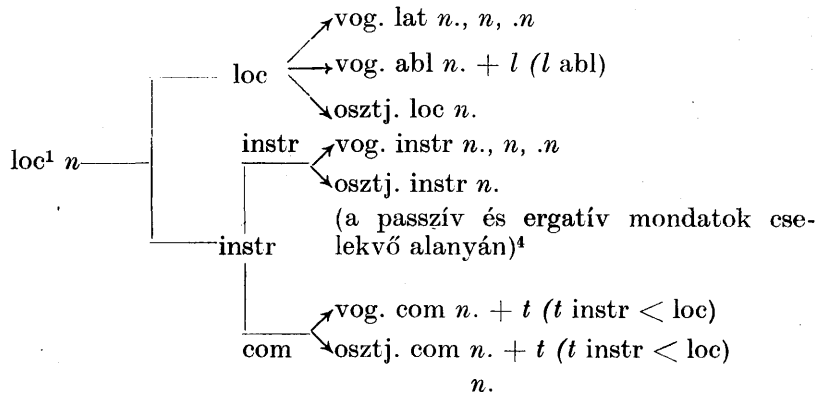 vog. lat n., n, .n
loc
vog. abl n. + l (l abl)
osztj. loc n.
instr
vog. instr n., n, .n
loc¹ n
osztj. instr n.
(a passzív és ergatív mondatok cse-
instr
lekvő alanyán)⁴
vog. com n. + t (t instr < loc)
com
osztj. com n. + t (t instr < loc)
n.